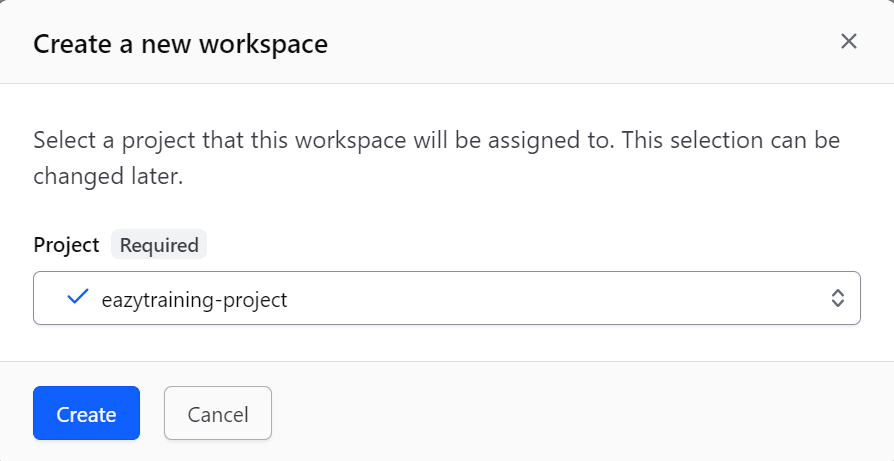 Create a new workspace
Select a project that this workspace will be assigned to. This selection can be
changed later.
Project Required
eazytraining-project
Create Cancel